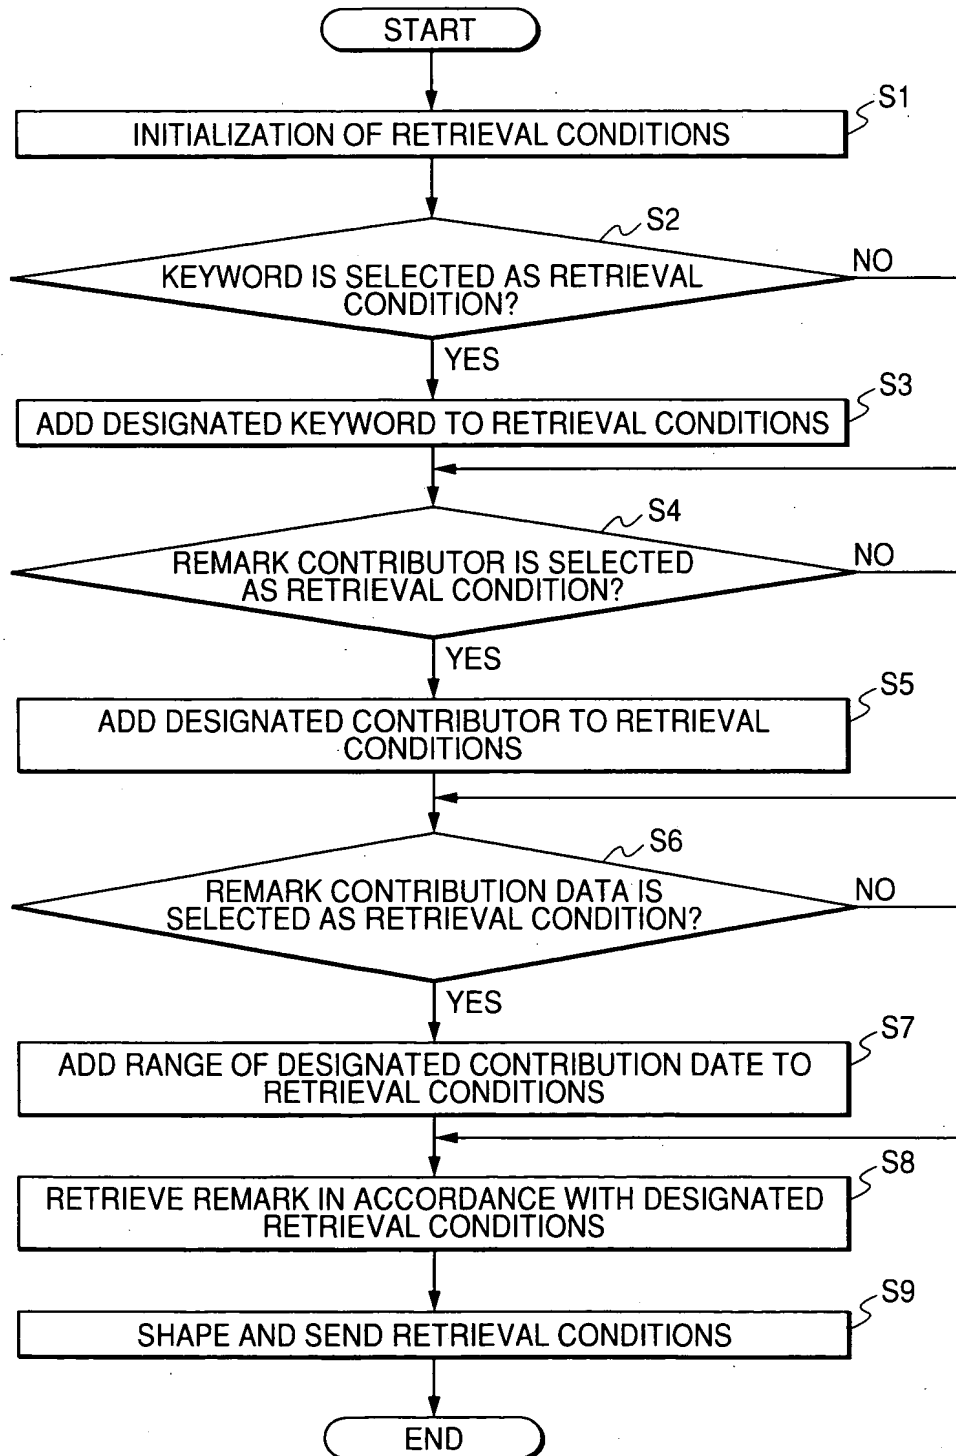 START
S1
INITIALIZATION OF RETRIEVAL CONDITIONS
S2
KEYWORD IS SELECTED AS RETRIEVAL
CONDITION?
NO
YES
S3
ADD DESIGNATED KEYWORD TO RETRIEVAL CONDITIONS
S4
REMARK CONTRIBUTOR IS SELECTED
AS RETRIEVAL CONDITION?
NO
YES
S5
ADD DESIGNATED CONTRIBUTOR TO RETRIEVAL
CONDITIONS
S6
REMARK CONTRIBUTION DATA IS
SELECTED AS RETRIEVAL CONDITION?
NO
YES
S7
ADD RANGE OF DESIGNATED CONTRIBUTION DATE TO
RETRIEVAL CONDITIONS
S8
RETRIEVE REMARK IN ACCORDANCE WITH DESIGNATED
RETRIEVAL CONDITIONS
S9
SHAPE AND SEND RETRIEVAL CONDITIONS
END